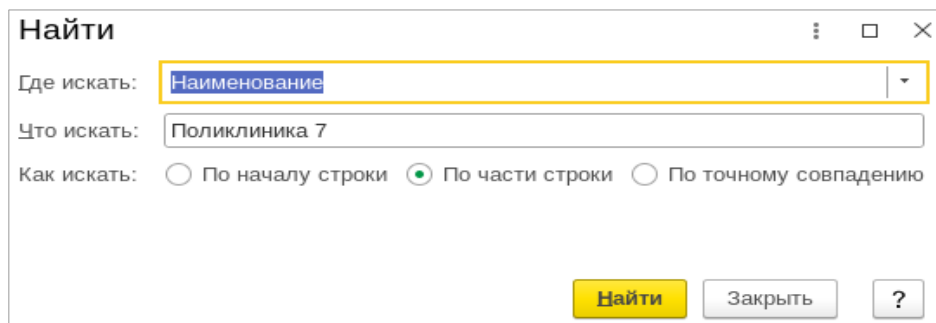 Найти
Где искать: Наименование
Что искать: Поликлиника 7
Как искать: По началу строки По части строки По точному совпадению
Найти Закрыть ?